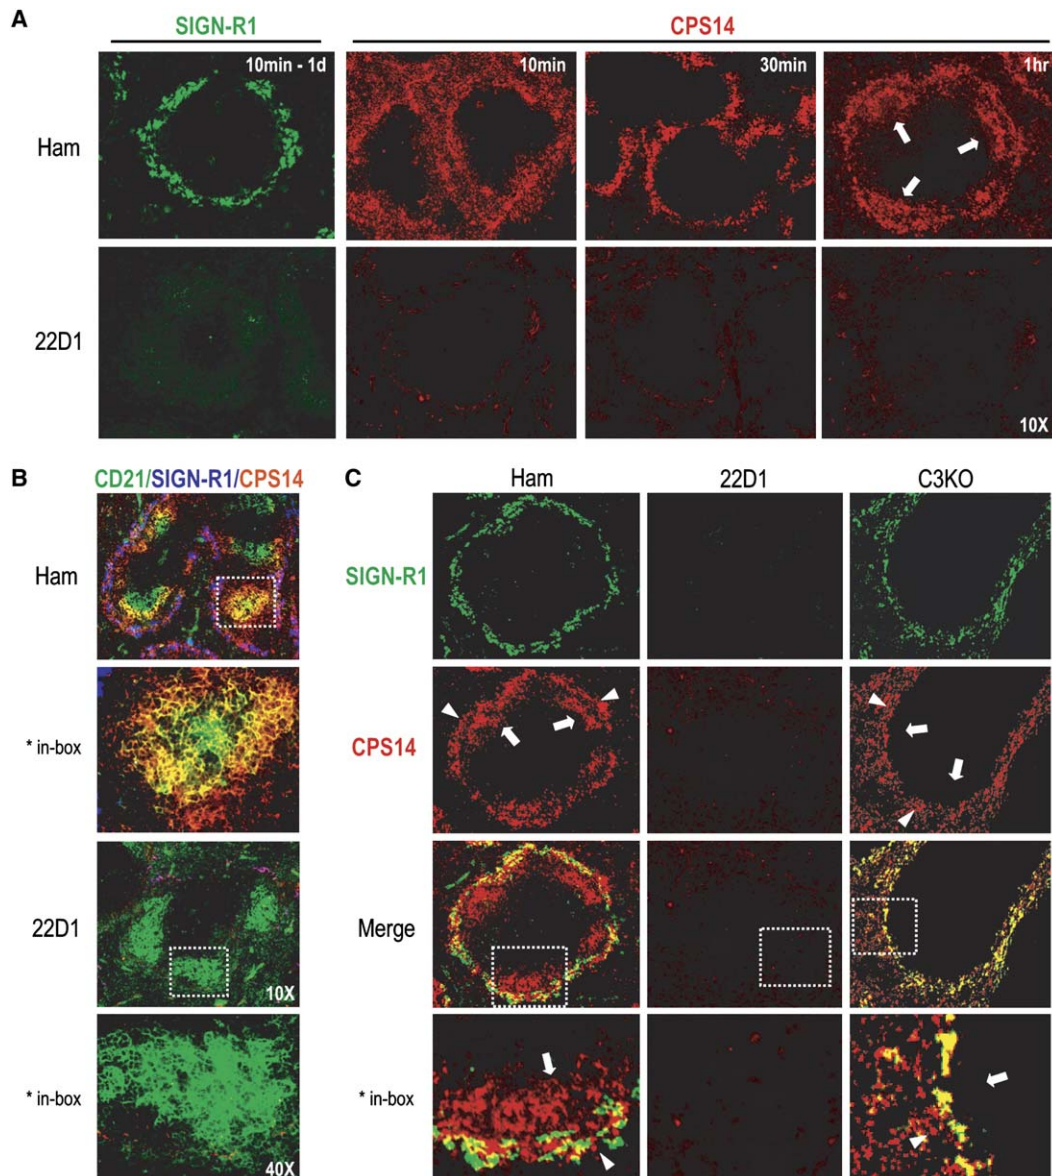 A
SIGN-R1
CPS14
10min - 1d
10min
30min
1hr
Ham
22D1
10X
B
CD21/SIGN-R1/CPS14
Ham
* in-box
22D1
10X
* in-box
40X
C
Ham
22D1
C3KO
SIGN-R1
CPS14
Merge
* in-box